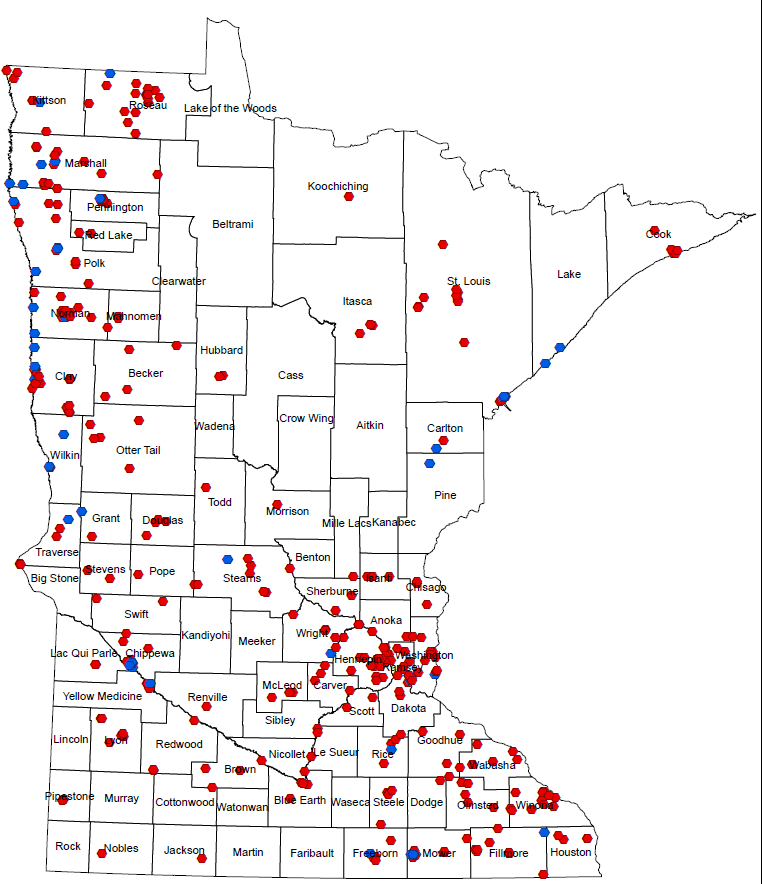 Kittson
Roseau
Lake of the Woods
Marshall
Koochiching
Pennington
Beltrami
Red Lake
Cook
Polk
Clearwater
St. Louis
Lake
Itasca
Norman
Mahnomen
Hubbard
Clay
Becker
Cass
Wadena
Crow Wing
Aitkin
Carlton
Otter Tail
Wilkin
Pine
Todd
Morrison
Grant
Douglas
Mille Lacs
Kanabec
Traverse
Benton
Stevens
Pope
Big Stone
Stearns
Isanti
Chisago
Sherburne
Swift
Anoka
Kandiyohi
Wright
Meeker
Lac Qui Parle
Chippewa
Hennepin
Washington
Ramsey
McLeod
Carver
Yellow Medicine
Renville
Scott
Dakota
Sibley
Lincoln
Lyon
Redwood
Nicollet
Le Sueur
Rice
Goodhue
Wabasha
Brown
Pipestone
Murray
Cottonwood
Watonwan
Blue Earth
Waseca
Steele
Dodge
Olmsted
Winona
Rock
Nobles
Jackson
Martin
Faribault
Freeborn
Mower
Fillmore
Houston